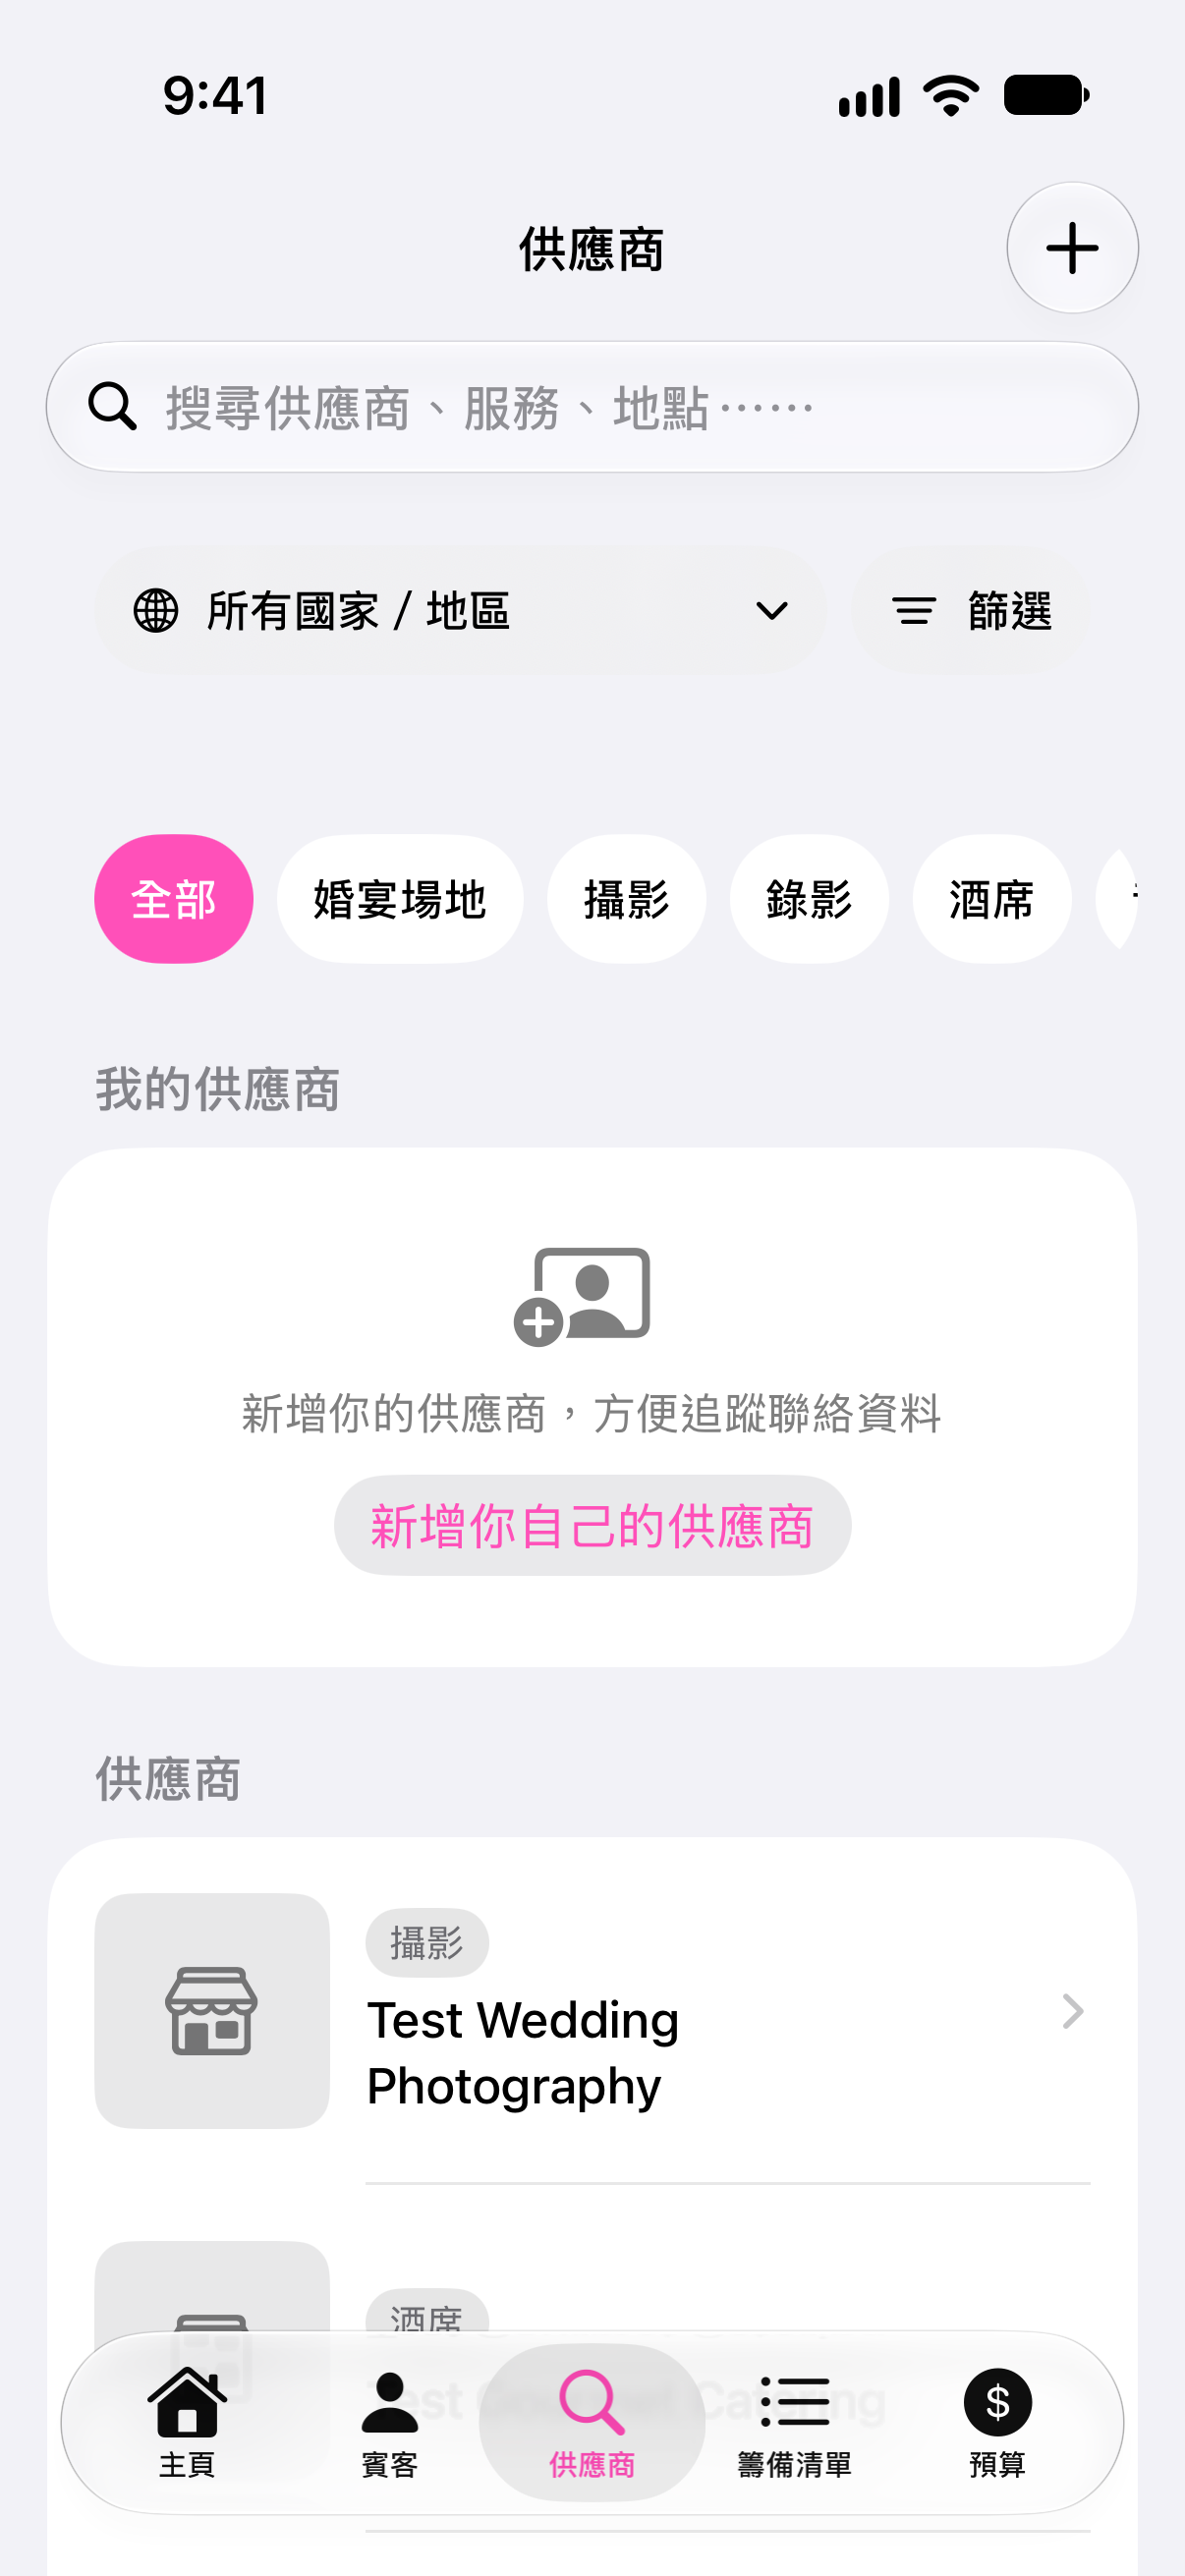 9:41
供應商
搜尋供應商、服務、地點⋯⋯
所有國家 / 地區
篩選
全部
婚宴場地
攝影
錄影
酒席
我的供應商
新增你的供應商，方便追蹤聯絡資料
新增你自己的供應商
供應商
攝影
Test Wedding
Photography
酒席
Catering
主頁
賓客
供應商
籌備清單
預算